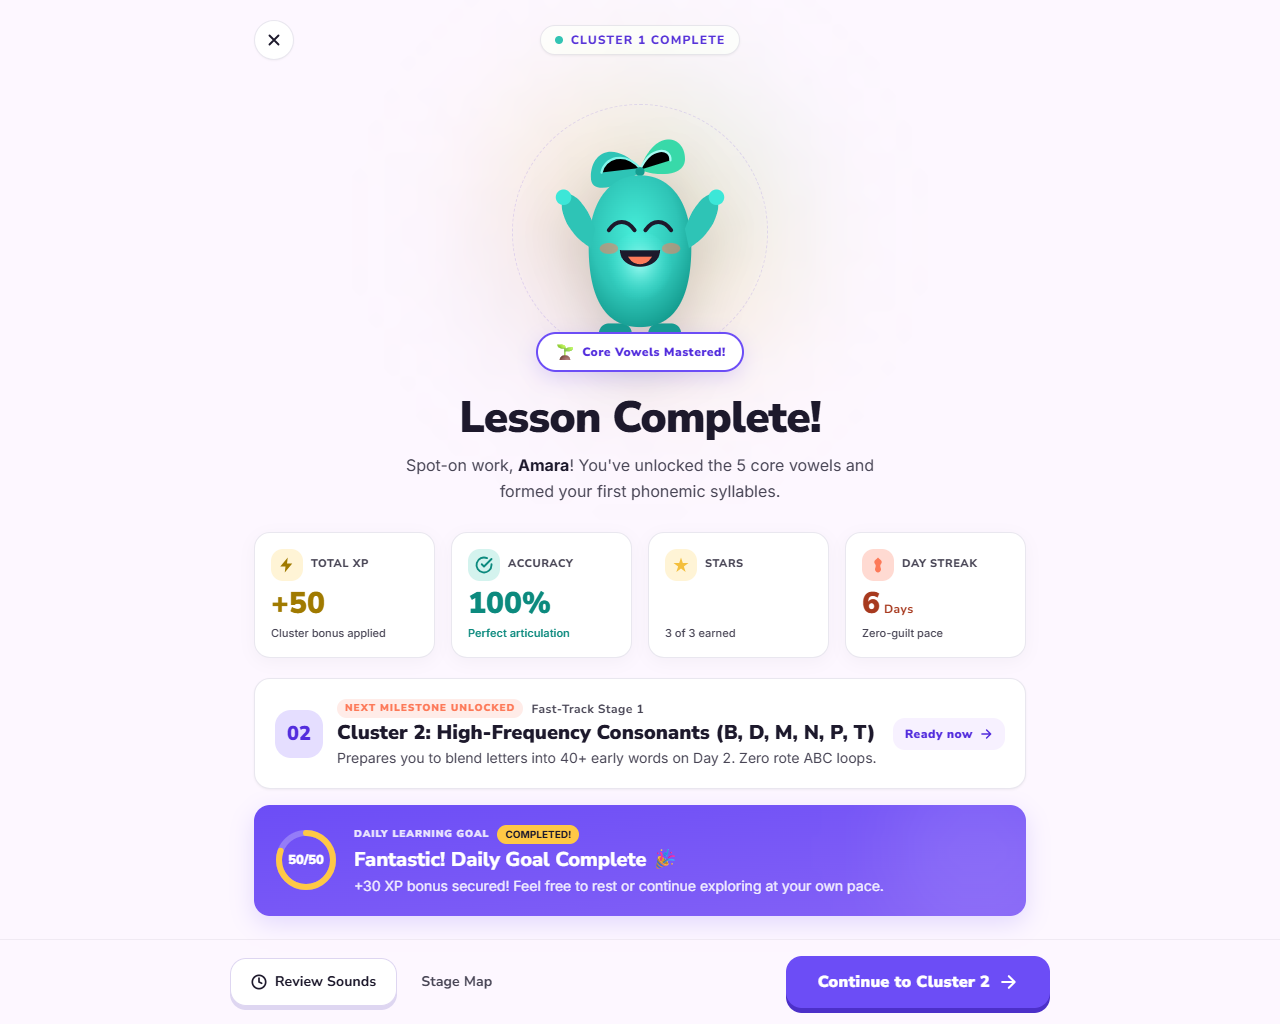 CLUSTER 1 COMPLETE
Core Vowels Mastered!
Lesson Complete!
Spot-on work, Amara! You've unlocked the 5 core vowels and
formed your first phonemic syllables.
TOTAL XP
+50
Cluster bonus applied
ACCURACY
100%
Perfect articulation
STARS
3 of 3 earned
DAY STREAK
6 Days
Zero-guilt pace
02
NEXT MILESTONE UNLOCKED Fast-Track Stage 1
Cluster 2: High-Frequency Consonants (B, D, M, N, P, T)
Prepares you to blend letters into 40+ early words on Day 2. Zero rote ABC loops.
Ready now
50/50
DAILY LEARNING GOAL COMPLETED!
Fantastic! Daily Goal Complete 🎉
+30 XP bonus secured! Feel free to rest or continue exploring at your own pace.
Review Sounds
Stage Map
Continue to Cluster 2